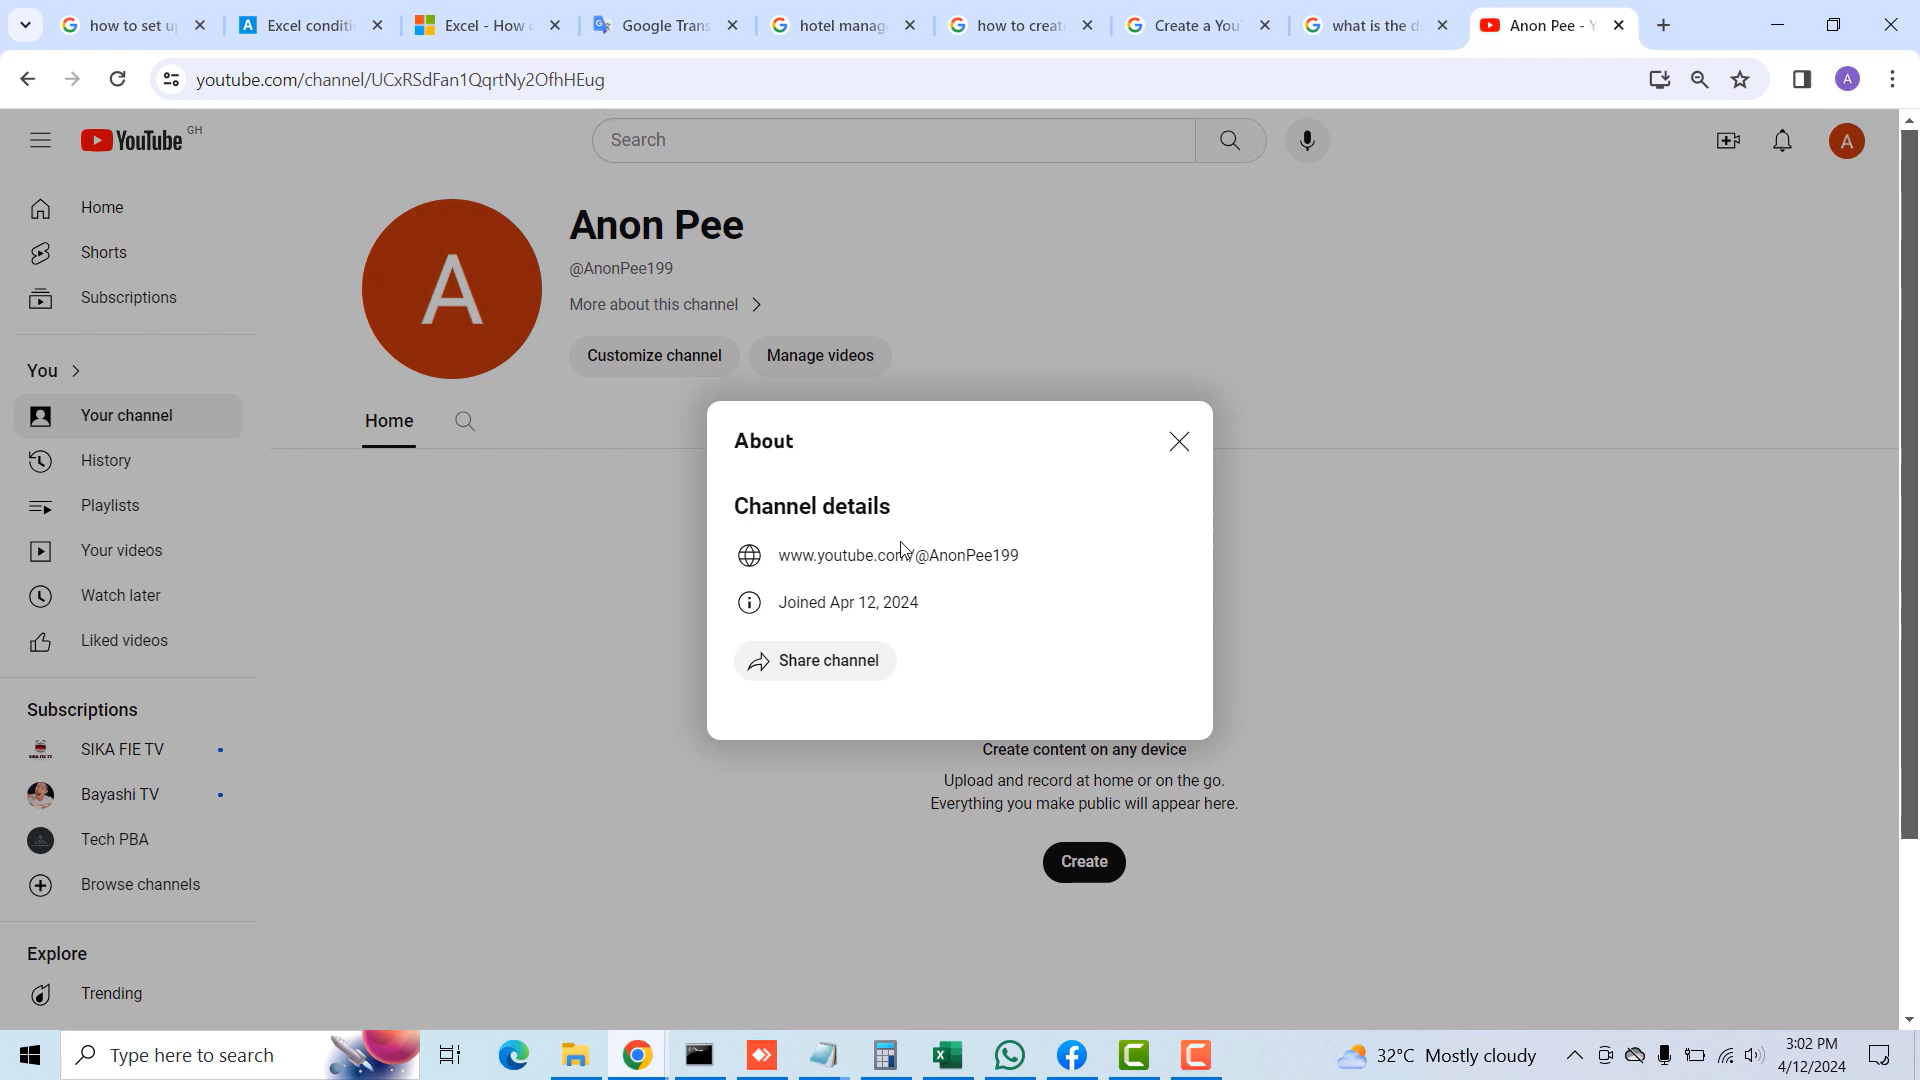 how to set u
Excel conditi
Excel - How
Google Trans
hotel manag
how to creat
Create a You
what is the d
Anon Pee - Y
youtube.com/channel/UCxRSdFan1QqrtNy2OfhHEug
A
YouTube GH
Search
A
Home
Shorts
Subscriptions
You
Your channel
History
Playlists
Your videos
Watch later
Liked videos
Subscriptions
SIKA FIE TV
Bayashi TV
Tech PBA
Browse channels
Explore
Trending
A
Anon Pee
@AnonPee199
More about this channel
Customize channel
Manage videos
Home
About
Channel details
www.youtube.com/@AnonPee199
Joined Apr 12, 2024
Share channel
Create content on any device
Upload and record at home or on the go.
Everything you make public will appear here.
Create
Type here to search
32°C Mostly cloudy
3:02 PM
4/12/2024